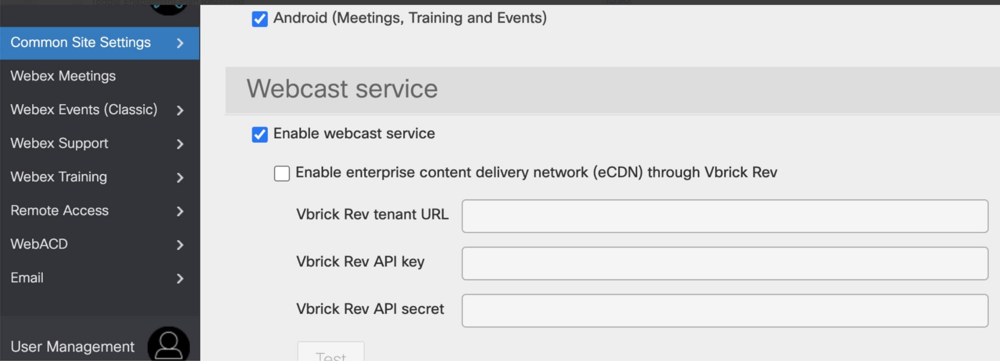 Common Site Settings
Webex Meetings
Webex Events (Classic)
Webex Support
Webex Training
Remote Access
WebACD
Email
User Management
Android (Meetings, Training and Events)
Webcast service
Enable webcast service
Enable enterprise content delivery network (eCDN) through Vbrick Rev
Vbrick Rev tenant URL
Vbrick Rev API key
Vbrick Rev API secret
Test